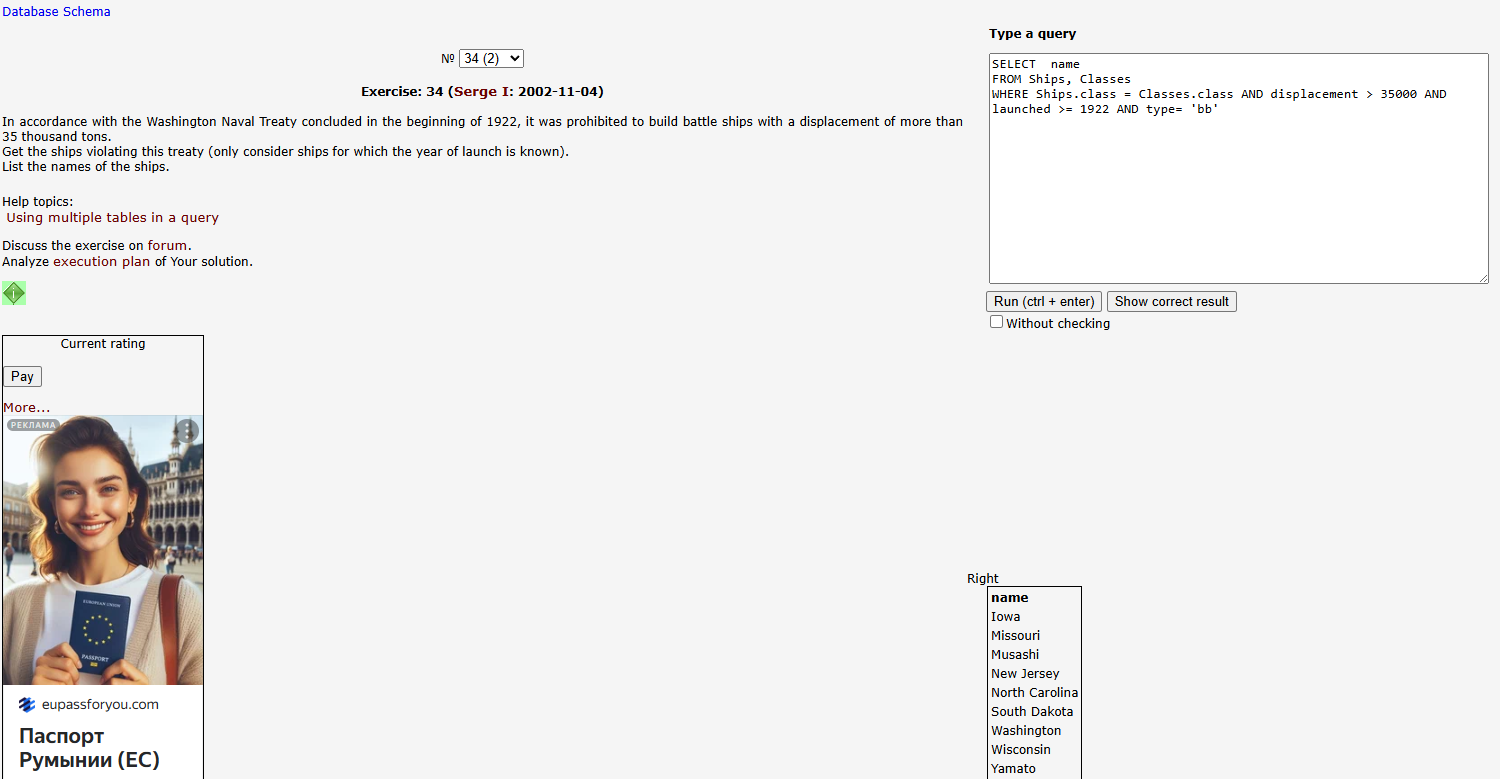 Database Schema
№ 34 (2)
Exercise: 34 (Serge I: 2002-11-04)
In accordance with the Washington Naval Treaty concluded in the beginning of 1922, it was prohibited to build battle ships with a displacement of more than
35 thousand tons.
Get the ships violating this treaty (only consider ships for which the year of launch is known).
List the names of the ships.
Help topics:
Using multiple tables in a query
Discuss the exercise on forum.
Analyze execution plan of Your solution.
Current rating
Pay
More...
РЕКЛАМА
EUROPEAN UNION
PASSPORT
eupassforyou.com
Паспорт
Румынии (ЕС)
Type a query
SELECT  name
FROM Ships, Classes
WHERE Ships.class = Classes.class AND displacement > 35000 AND
launched >= 1922 AND type= 'bb'
Run (ctrl + enter) Show correct result
Without checking
Right
name
Iowa
Missouri
Musashi
New Jersey
North Carolina
South Dakota
Washington
Wisconsin
Yamato